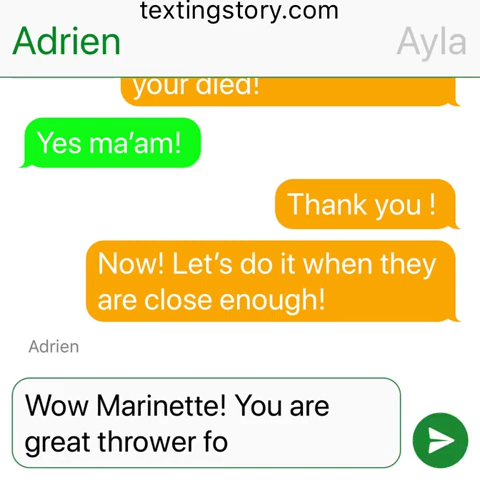 textingstory.com
Adrien
Ayla
your died!
Yes ma’am!
Thank you !
Now! Let’s do it when they
are close enough!
Adrien
Wow Marinette! You are
great thrower fo